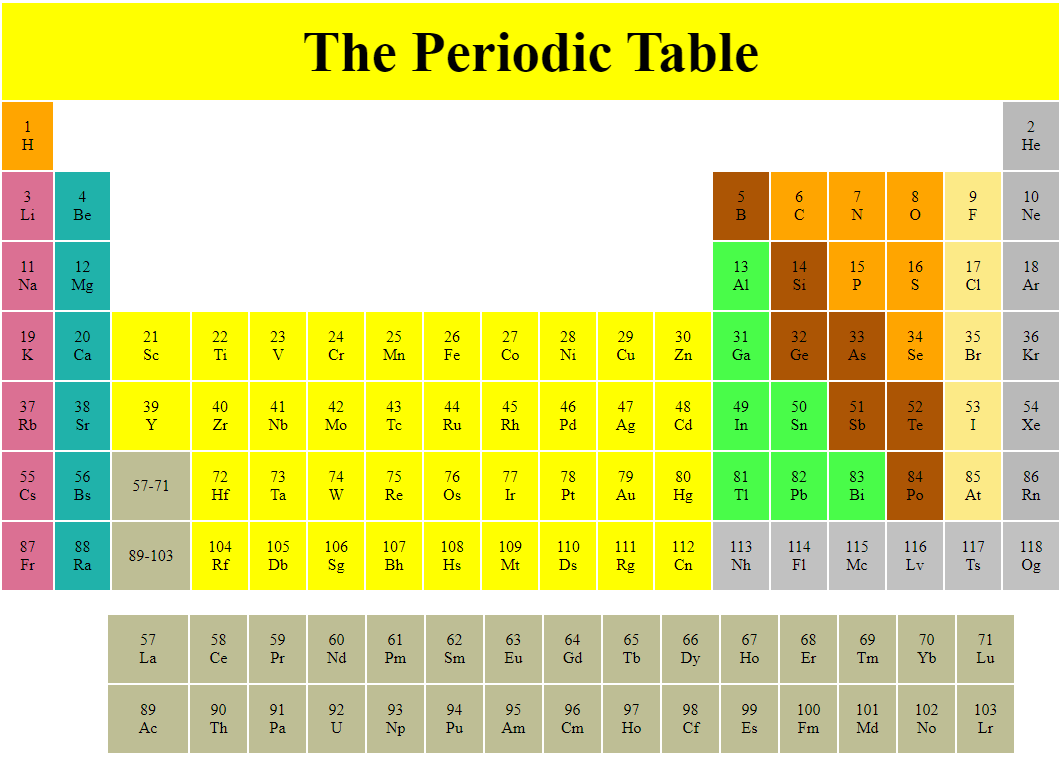 The Periodic Table
1 2
H He
3 4 5 6 7 8 9 10
Li Be B C N O F Ne
11 12 13 14 15 16 17 18
Na Mg Al Si P S Cl Ar
19 20 21 22 23 24 25 26 27 28 29 30 31 32 33 34 35 36
K Ca Sc Ti V Cr Mn Fe Co Ni Cu Zn Ga Ge As Se Br Kr
37 38 39 40 41 42 43 44 45 46 47 48 49 50 51 52 53 54
Rb Sr Y Zr Nb Mo Tc Ru Rh Pd Ag Cd In Sn Sb Te I Xe
55 56 57-71 72 73 74 75 76 77 78 79 80 81 82 83 84 85 86
Cs Bs Hf Ta W Re Os Ir Pt Au Hg Tl Pb Bi Po At Rn
87 88 89-103 104 105 106 107 108 109 110 111 112 113 114 115 116 117 118
Fr Ra Rf Db Sg Bh Hs Mt Ds Rg Cn Nh Fl Mc Lv Ts Og
57 58 59 60 61 62 63 64 65 66 67 68 69 70 71
La Ce Pr Nd Pm Sm Eu Gd Tb Dy Ho Er Tm Yb Lu
89 90 91 92 93 94 95 96 97 98 99 100 101 102 103
Ac Th Pa U Np Pu Am Cm Ho Cf Es Fm Md No Lr